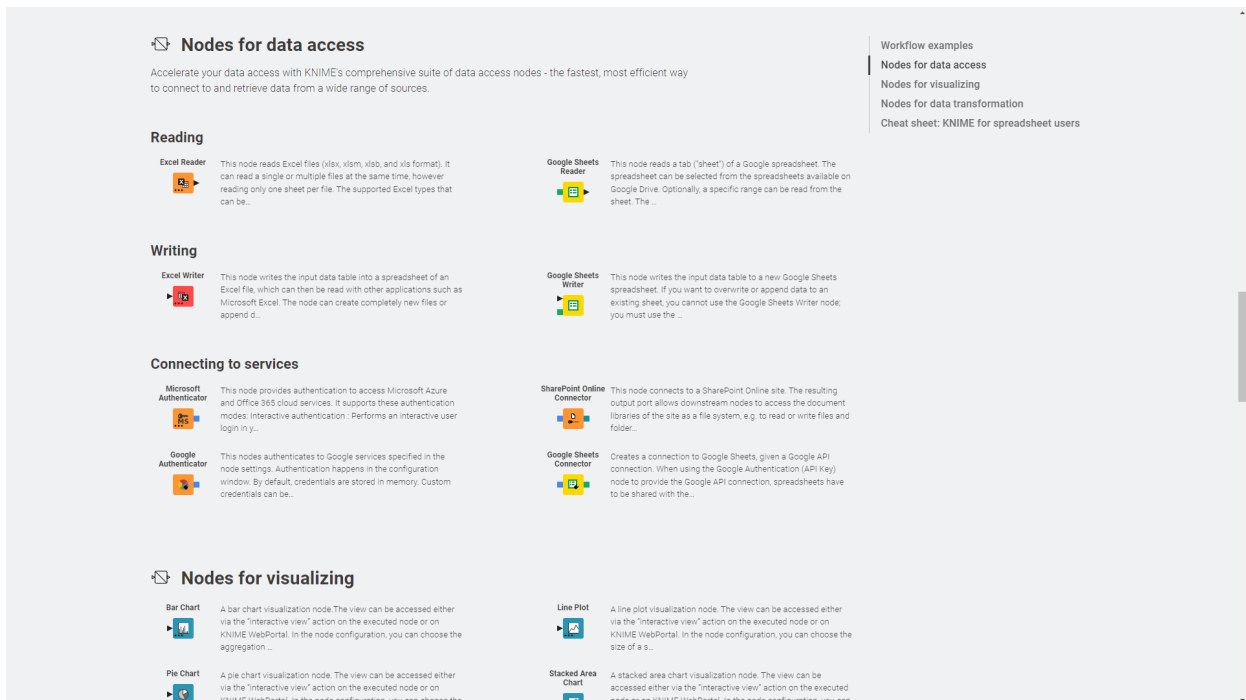 Nodes for data access
Accelerate your data access with KNIME's comprehensive suite of data access nodes - the fastest, most efficient way
to connect to and retrieve data from a wide range of sources.
Workflow examples
Nodes for data access
Nodes for visualizing
Nodes for data transformation
Cheat sheet: KNIME for spreadsheet users
Reading
Excel Reader
This node reads Excel files (xlsx, xlsm, xlsb, and xls format). It
can read a single or multiple files at the same time, however
reading only one sheet per file. The supported Excel types that
can be...
Google Sheets
Reader
This node reads a tab ("sheet") of a Google spreadsheet. The
spreadsheet can be selected from the spreadsheets available on
Google Drive. Optionally, a specific range can be read from the
sheet. The ...
Writing
Excel Writer
This node writes the input data table into a spreadsheet of an
Excel file, which can then be read with other applications such as
Microsoft Excel. The node can create completely new files or
append d...
Google Sheets
Writer
This node writes the input data table to a new Google Sheets
spreadsheet. If you want to overwrite or append data to an
existing sheet, you cannot use the Google Sheets Writer node;
you must use the ...
Connecting to services
Microsoft
Authenticator
MS
This node provides authentication to access Microsoft Azure
and Office 365 cloud services. It supports these authentication
modes: Interactive authentication : Performs an interactive user
login in y...
SharePoint Online
Connector
This node connects to a SharePoint Online site. The resulting
output port allows downstream nodes to access the document
libraries of the site as a file system, e.g. to read or write files and
folder...
Google
Authenticator
This nodes authenticates to Google services specified in the
node settings. Authentication happens in the configuration
window. By default, credentials are stored in memory. Custom
credentials can be...
Google Sheets
Connector
Creates a connection to Google Sheets, given a Google API
connection. When using the Google Authentication (API Key)
node to provide the Google API connection, spreadsheets have
to be shared with the...
Nodes for visualizing
Bar Chart
A bar chart visualization node.The view can be accessed either
via the "interactive view" action on the executed node or on
KNIME WebPortal. In the node configuration, you can choose the
aggregation ...
Line Plot
A line plot visualization node. The view can be accessed either
via the "interactive view" action on the executed node or on
KNIME WebPortal. In the node configuration, you can choose the
size of a s...
Pie Chart
A pie chart visualization node. The view can be accessed either
via the "interactive view" action on the executed node or on
KNIME WebPortal. In the node configuration, you can choose the
Stacked Area
Chart
A stacked area chart visualization node. The view can be
accessed either via the "interactive view" action on the executed
node or on KNIME WebPortal. In the node configuration, you can